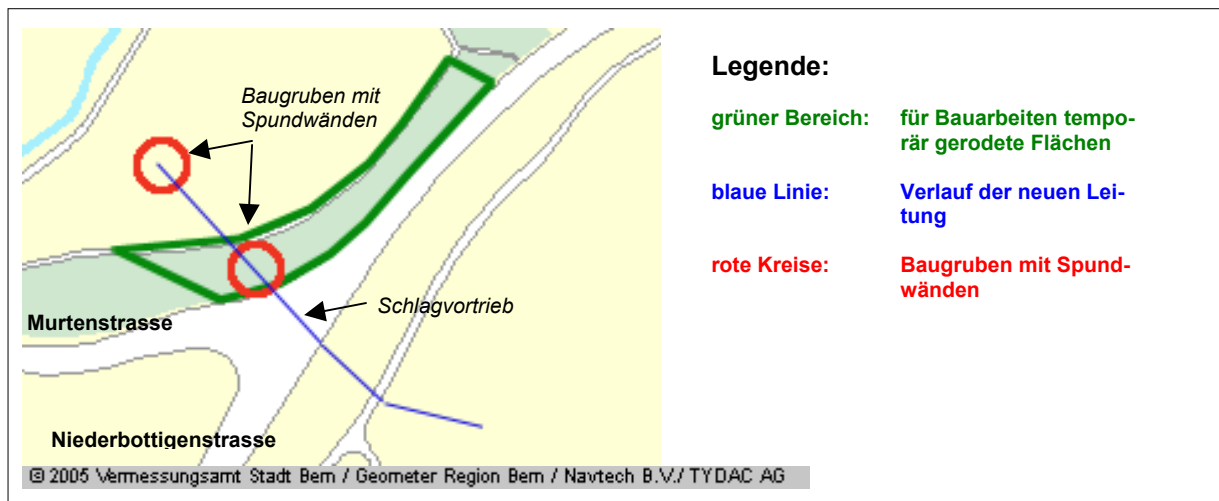 Baugruben mit
Spundwänden
Schlagvortrieb
Murtenstrasse
Niederbottigenstrasse
© 2005 Vermessungsamt Stadt Bern / Geometer Region Bern / Navtech B.V./ TYDAC AG
Legende:
grüner Bereich: für Bauarbeiten tempo-
rär gerodete Flächen
blaue Linie: Verlauf der neuen Lei-
tung
rote Kreise: Baugruben mit Spund-
wänden